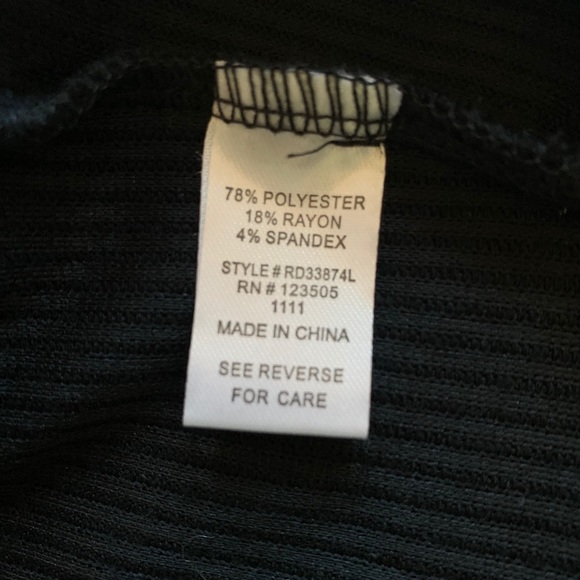 78% POLYESTER
18% RAYON
4% SPANDEX
STYLE # RD33874L
RN # 123505
1111
MADE IN CHINA
SEE REVERSE
FOR CARE